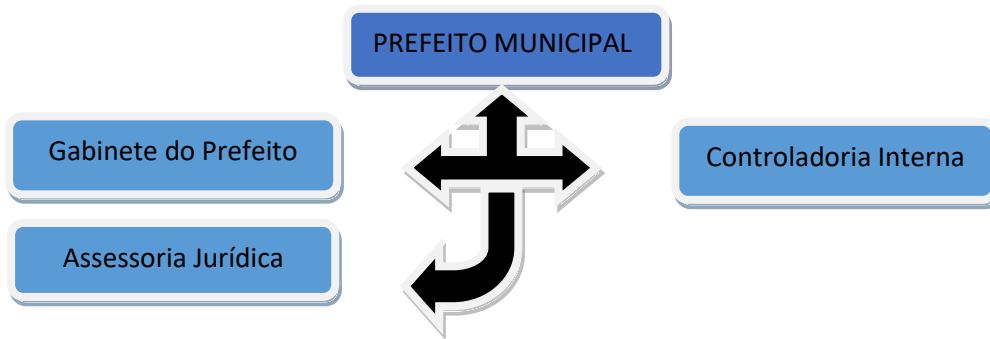 PREFEITO MUNICIPAL
Gabinete do Prefeito
Controladoria Interna
Assessoria Jurídica